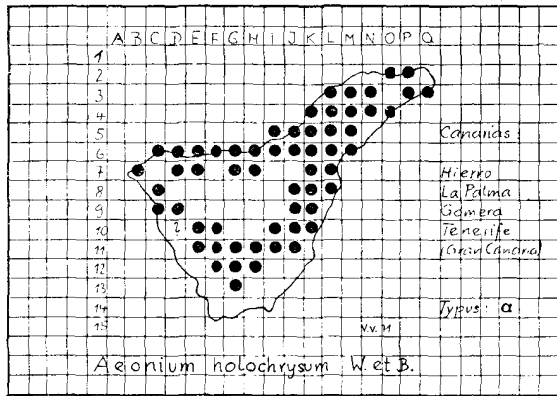 A B C D E F G H I J K L M N O P Q
1
2
3
4
5 Canarias:
6
7 Hierro
8 La Palma
9 Gomera
10 ? Tenerife
11 (Gran Canaria)
12
13
14 Typus: α
15
V.v. 71
Aeonium holochrysum W. et B.